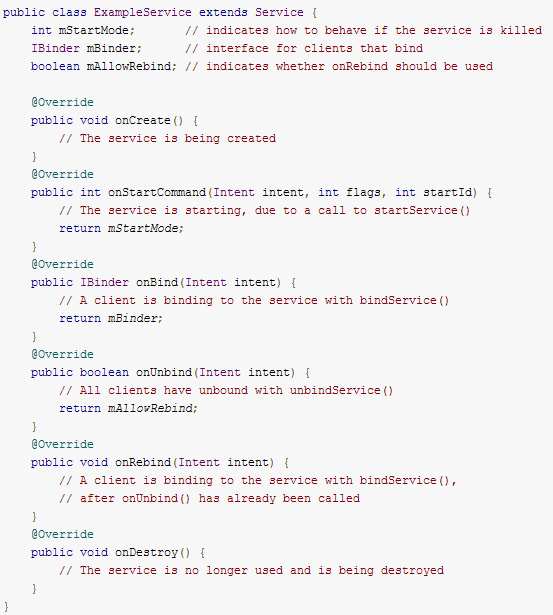 public class ExampleService extends Service {
    int mStartMode;       // indicates how to behave if the service is killed
    IBinder mBinder;      // interface for clients that bind
    boolean mAllowRebind; // indicates whether onRebind should be used

    @Override
    public void onCreate() {
        // The service is being created
    }
    @Override
    public int onStartCommand(Intent intent, int flags, int startId) {
        // The service is starting, due to a call to startService()
        return mStartMode;
    }
    @Override
    public IBinder onBind(Intent intent) {
        // A client is binding to the service with bindService()
        return mBinder;
    }
    @Override
    public boolean onUnbind(Intent intent) {
        // All clients have unbound with unbindService()
        return mAllowRebind;
    }
    @Override
    public void onRebind(Intent intent) {
        // A client is binding to the service with bindService(),
        // after onUnbind() has already been called
    }
    @Override
    public void onDestroy() {
        // The service is no longer used and is being destroyed
    }
}